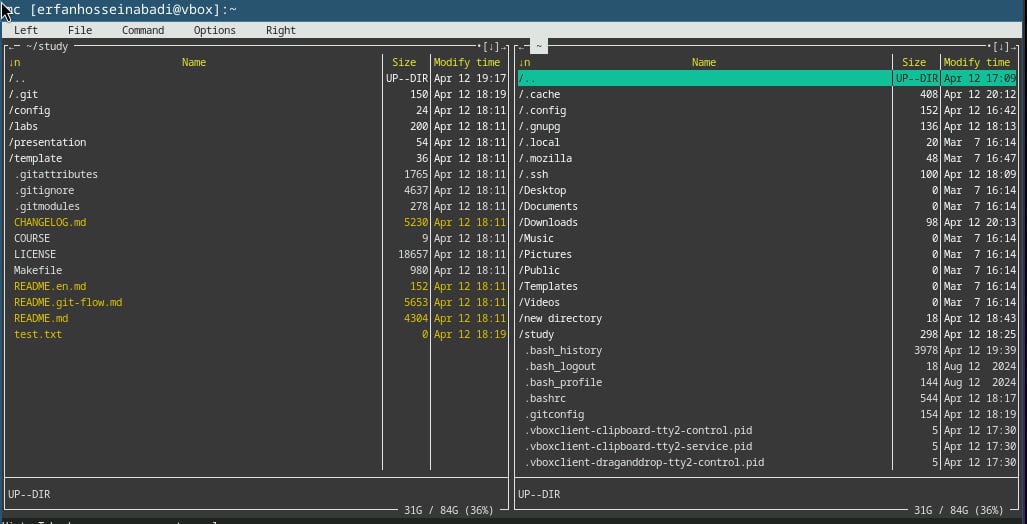 mc [erfanhosseinabadi@vbox]:~
Left File Command Options Right
~/study .[↓] ~ .[↓]
↓n Name Size Modify time ↓n Name Size Modify time
/.. UP--DIR Apr 12 19:17 /.. UP--DIR Apr 12 17:09
/.git 150 Apr 12 18:19 /.cache 408 Apr 12 20:12
/config 24 Apr 12 18:11 /.config 152 Apr 12 16:42
/labs 200 Apr 12 18:11 /.gnupg 136 Apr 12 18:13
/presentation 54 Apr 12 18:11 /.local 20 Mar 7 16:14
/template 36 Apr 12 18:11 /.mozilla 48 Mar 7 16:47
.gitattributes 1765 Apr 12 18:11 /.ssh 100 Apr 12 18:09
.gitignore 4637 Apr 12 18:11 /Desktop 0 Mar 7 16:14
.gitmodules 278 Apr 12 18:11 /Documents 0 Mar 7 16:14
CHANGELOG.md 5230 Apr 12 18:11 /Downloads 98 Apr 12 20:13
COURSE 9 Apr 12 18:11 /Music 0 Mar 7 16:14
LICENSE 18657 Apr 12 18:11 /Pictures 0 Mar 7 16:14
Makefile 980 Apr 12 18:11 /Public 0 Mar 7 16:14
README.en.md 152 Apr 12 18:11 /Templates 0 Mar 7 16:14
README.git-flow.md 5653 Apr 12 18:11 /Videos 0 Mar 7 16:14
README.md 4304 Apr 12 18:11 /new directory 18 Apr 12 18:43
test.txt 0 Apr 12 18:19 /study 298 Apr 12 18:25
.bash_history 3978 Apr 12 19:39
.bash_logout 18 Aug 12 2024
.bash_profile 144 Aug 12 2024
.bashrc 544 Apr 12 18:17
.gitconfig 154 Apr 12 18:19
.vboxclient-clipboard-tty2-control.pid 5 Apr 12 17:30
.vboxclient-clipboard-tty2-service.pid 5 Apr 12 17:30
.vboxclient-draganddrop-tty2-control.pid 5 Apr 12 17:30
UP--DIR UP--DIR
31G / 84G (36%) 31G / 84G (36%)